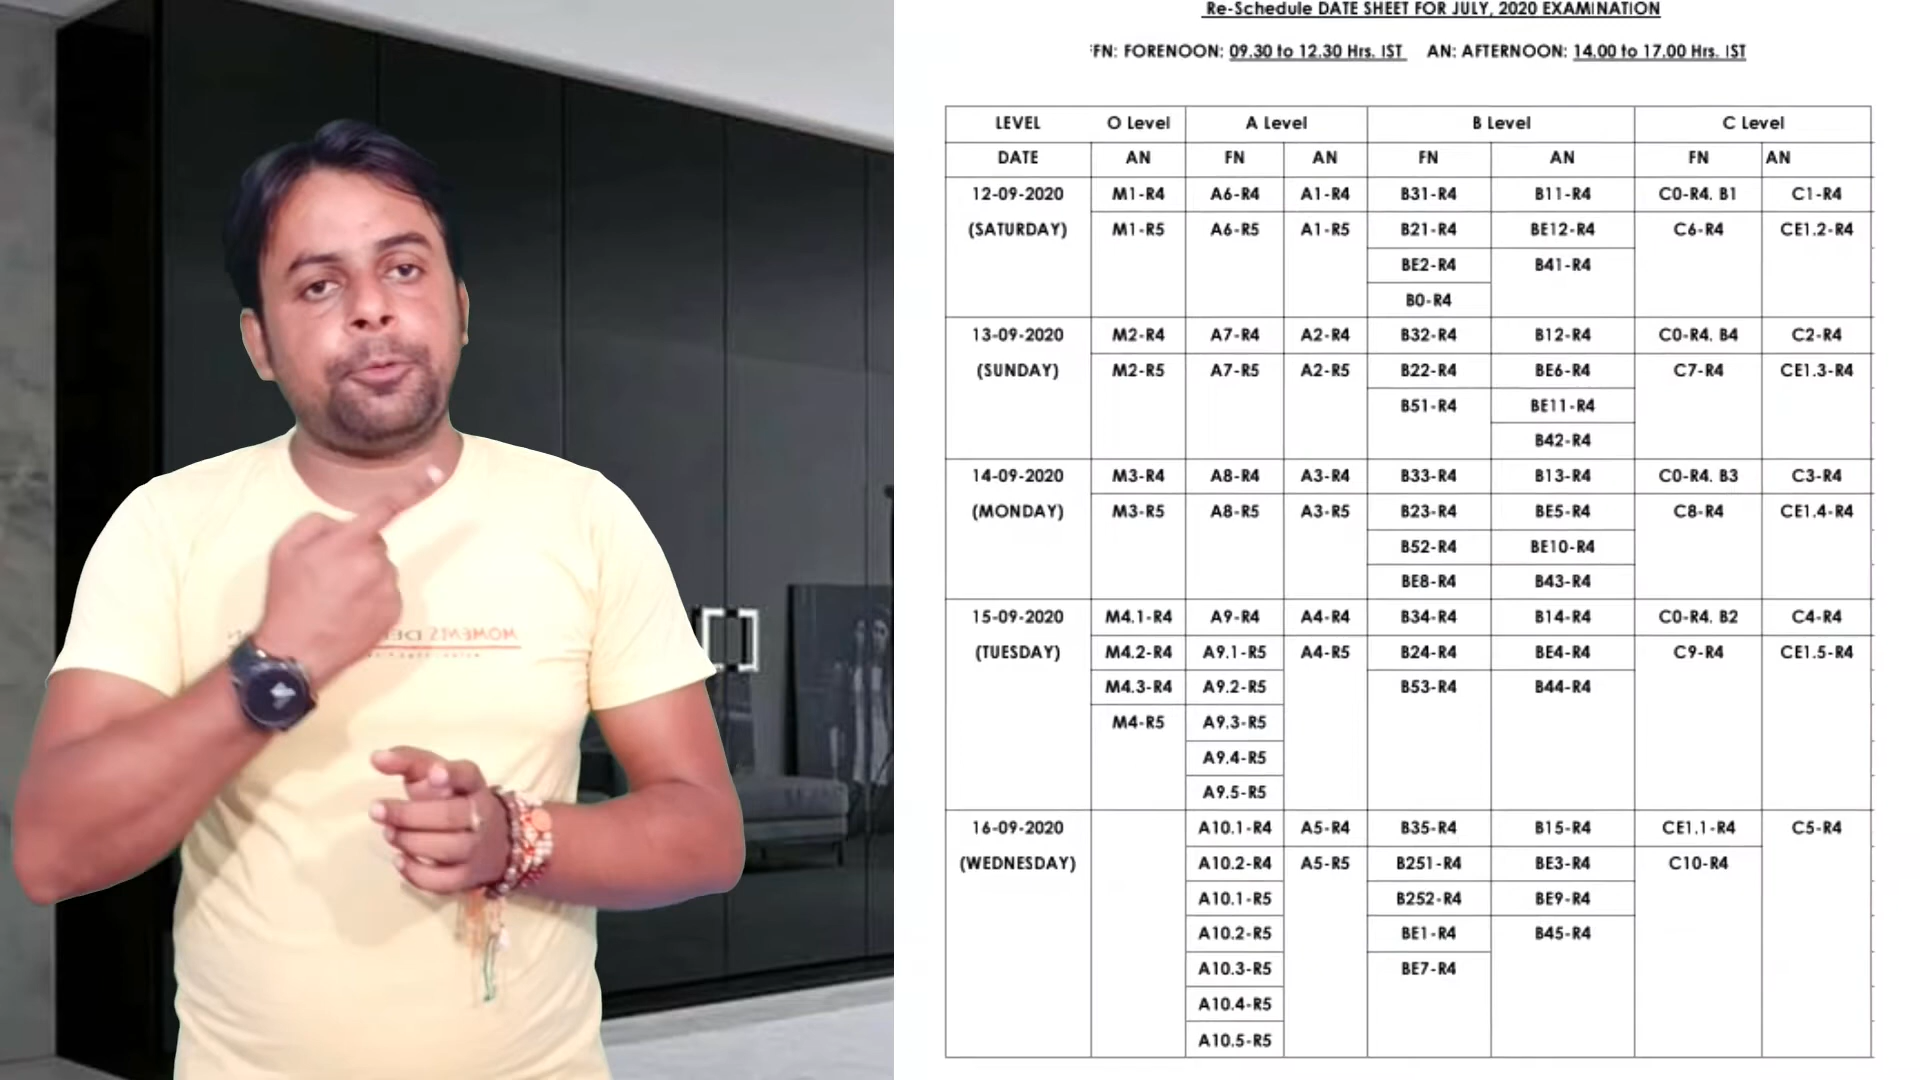 Re-Schedule DATE SHEET FOR JULY, 2020 EXAMINATION
FN: FORENOON: 09.30 to 12.30 Hrs. IST AN: AFTERNOON: 14.00 to 17.00 Hrs. IST
LEVEL O Level A Level B Level C Level
DATE AN FN AN FN AN FN AN
12-09-2020 M1-R4 A6-R4 A1-R4 B31-R4 B11-R4 C0-R4. B1 C1-R4
(SATURDAY) M1-R5 A6-R5 A1-R5 B21-R4 BE12-R4 C6-R4 CE1.2-R4
BE2-R4 B41-R4
B0-R4
13-09-2020 M2-R4 A7-R4 A2-R4 B32-R4 B12-R4 C0-R4. B4 C2-R4
(SUNDAY) M2-R5 A7-R5 A2-R5 B22-R4 BE6-R4 C7-R4 CE1.3-R4
B51-R4 BE11-R4
B42-R4
14-09-2020 M3-R4 A8-R4 A3-R4 B33-R4 B13-R4 C0-R4. B3 C3-R4
(MONDAY) M3-R5 A8-R5 A3-R5 B23-R4 BE5-R4 C8-R4 CE1.4-R4
B52-R4 BE10-R4
BE8-R4 B43-R4
15-09-2020 M4.1-R4 A9-R4 A4-R4 B34-R4 B14-R4 C0-R4. B2 C4-R4
(TUESDAY) M4.2-R4 A9.1-R5 A4-R5 B24-R4 BE4-R4 C9-R4 CE1.5-R4
M4.3-R4 A9.2-R5 B53-R4 B44-R4
M4-R5 A9.3-R5
A9.4-R5
A9.5-R5
16-09-2020 A10.1-R4 A5-R4 B35-R4 B15-R4 CE1.1-R4 C5-R4
(WEDNESDAY) A10.2-R4 A5-R5 B251-R4 BE3-R4 C10-R4
A10.1-R5 B252-R4 BE9-R4
A10.2-R5 BE1-R4 B45-R4
A10.3-R5 BE7-R4
A10.4-R5
A10.5-R5
MOMENTS